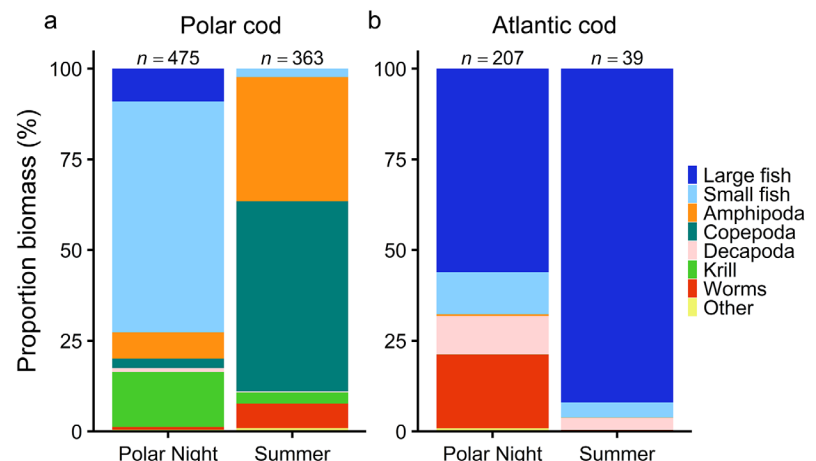 a
Polar cod
b
Atlantic cod
n = 475
n = 363
n = 207
n = 39
Proportion biomass (%)
100
75
50
25
0
100
75
50
25
0
Polar Night
Summer
Polar Night
Summer
Large fish
Small fish
Amphipoda
Copepoda
Decapoda
Krill
Worms
Other